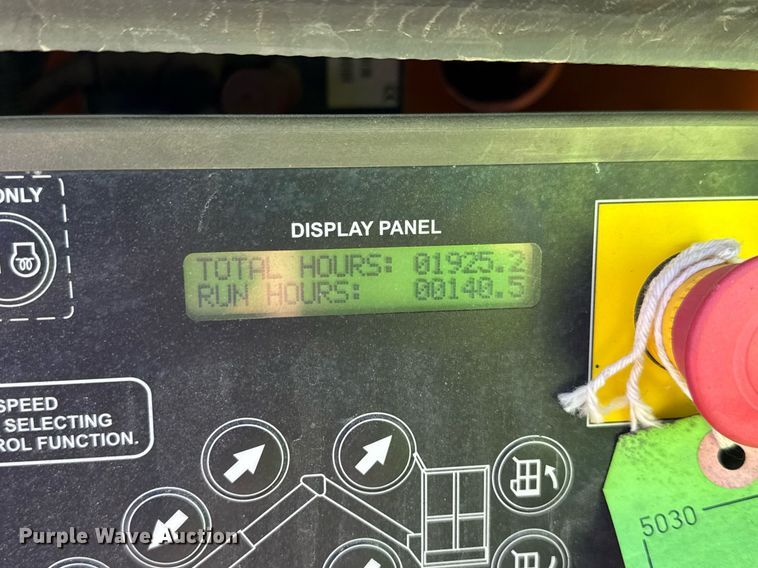 ONLY
DISPLAY PANEL
TOTAL HOURS: 01925.2
RUN HOURS: 00140.5
SPEED
SELECTING
ROL FUNCTION.
5030
Purple Wave Auction